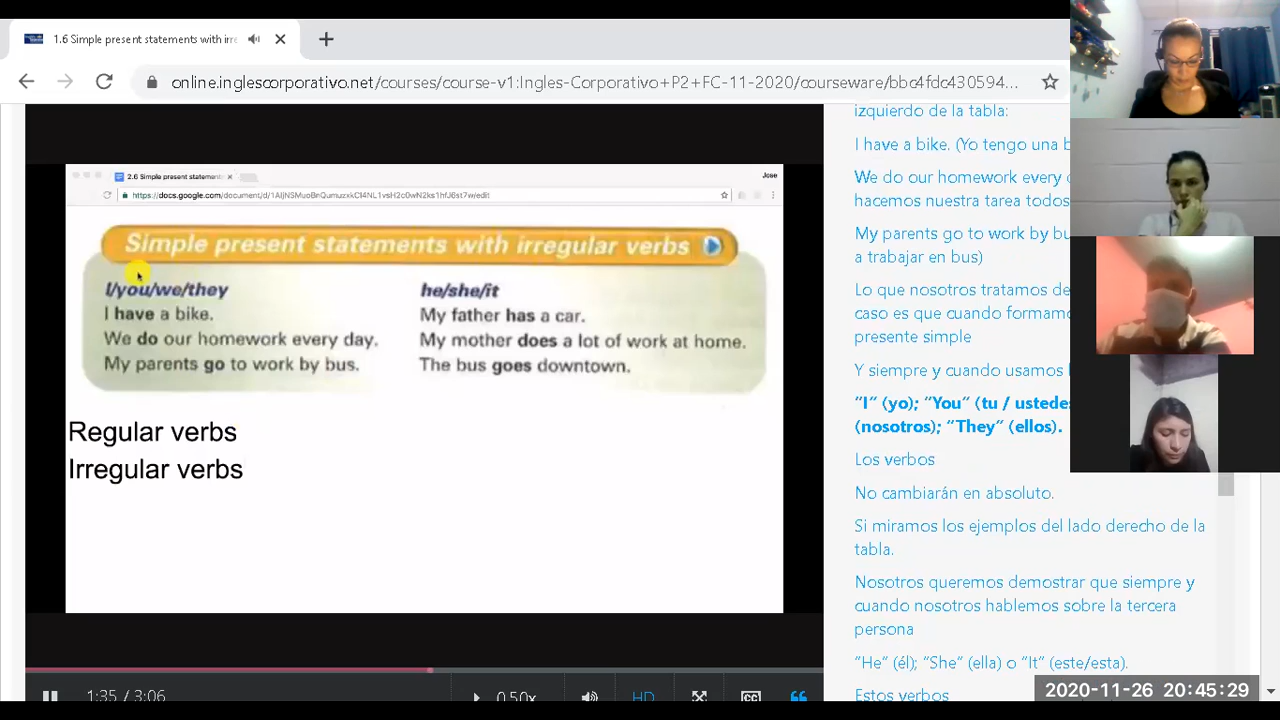 1.6 Simple present statements with irre
online.inglescorporativo.net/courses/course-v1:Ingles-Corporativo+P2+FC-11-2020/courseware/bbc4fdc430594...
2.6 Simple present statement
Jose
Simple present statements with irregular verbs
I/you/we/they
I have a bike.
We do our homework every day.
My parents go to work by bus.
he/she/it
My father has a car.
My mother does a lot of work at home.
The bus goes downtown.
Regular verbs
Irregular verbs
1:35 / 3:06
0.50x
HD
CC
izquierdo de la tabla:
I have a bike. (Yo tengo una b
We do our homework every
hacemos nuestra tarea todos
My parents go to work by bu
a trabajar en bus)
Lo que nosotros tratamos de
caso es que cuando formamo
presente simple
Y siempre y cuando usamos
"I" (yo); "You" (tu / ustedes
(nosotros); "They" (ellos).
Los verbos
No cambiarán en absoluto.
Si miramos los ejemplos del lado derecho de la
tabla.
Nosotros queremos demostrar que siempre y
cuando nosotros hablemos sobre la tercera
persona
"He" (él); "She" (ella) o "It" (este/esta).
Estos verbos
2020-11-26 20:45:29